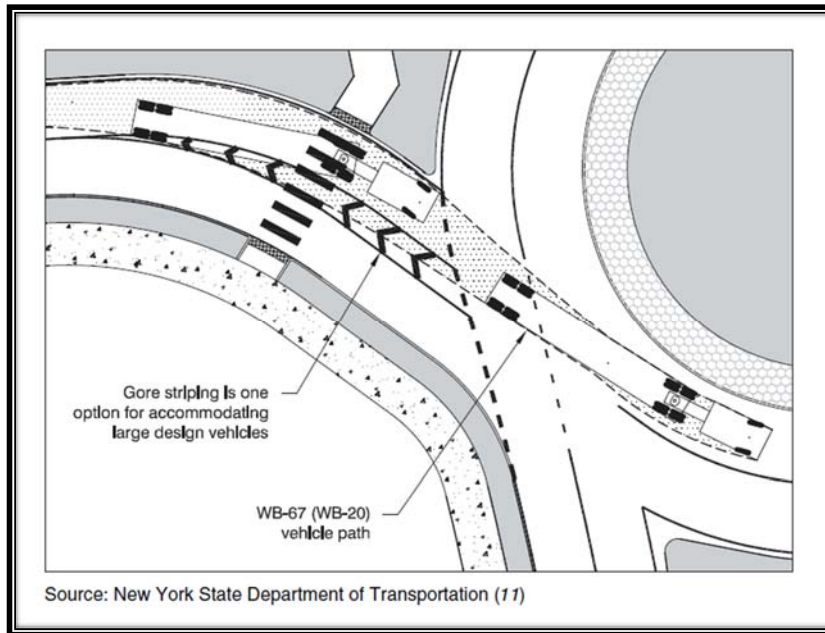 Gore striping is one
option for accommodating
large design vehicles
WB-67 (WB-20)
vehicle path
Source: New York State Department of Transportation (11)